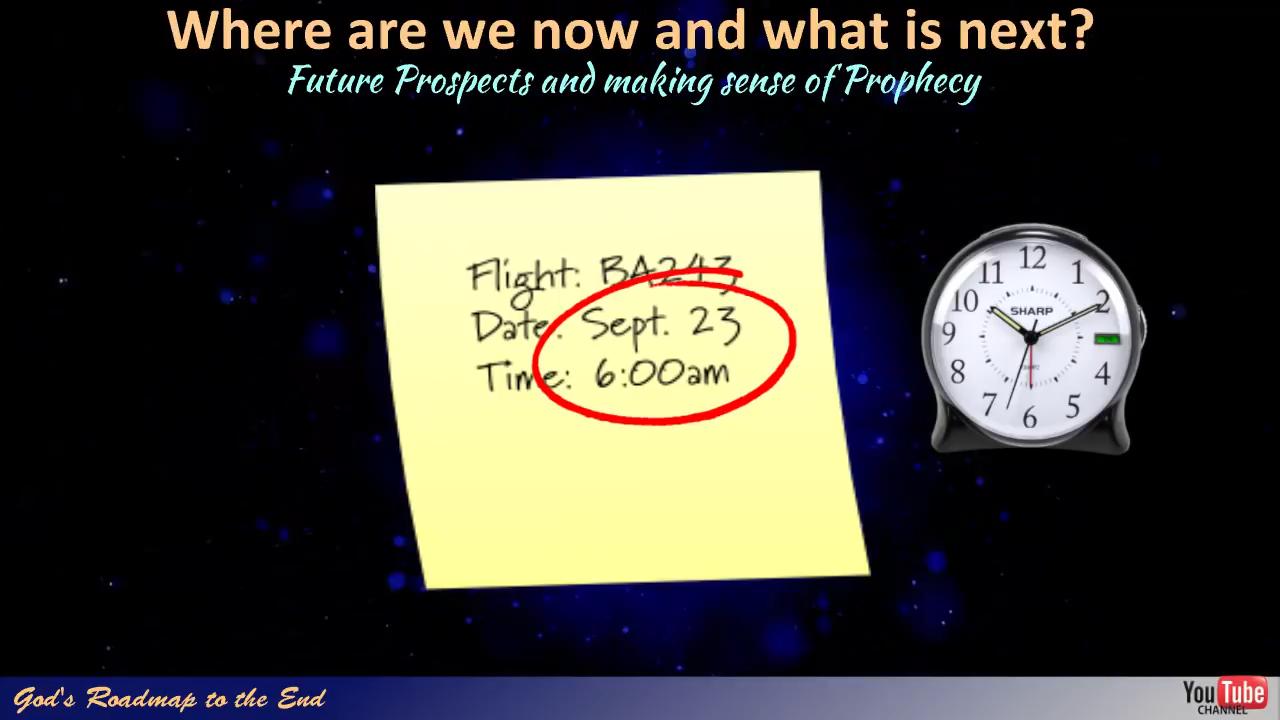 Where are we now and what is next?
Future Prospects and making sense of Prophecy
Flight: BA243
Date: Sept. 23
Time: 6:00am
12
11 1
10 2
SHARP
9
8 4
7 5
6
God's Roadmap to the End
YouTube
CHANNEL